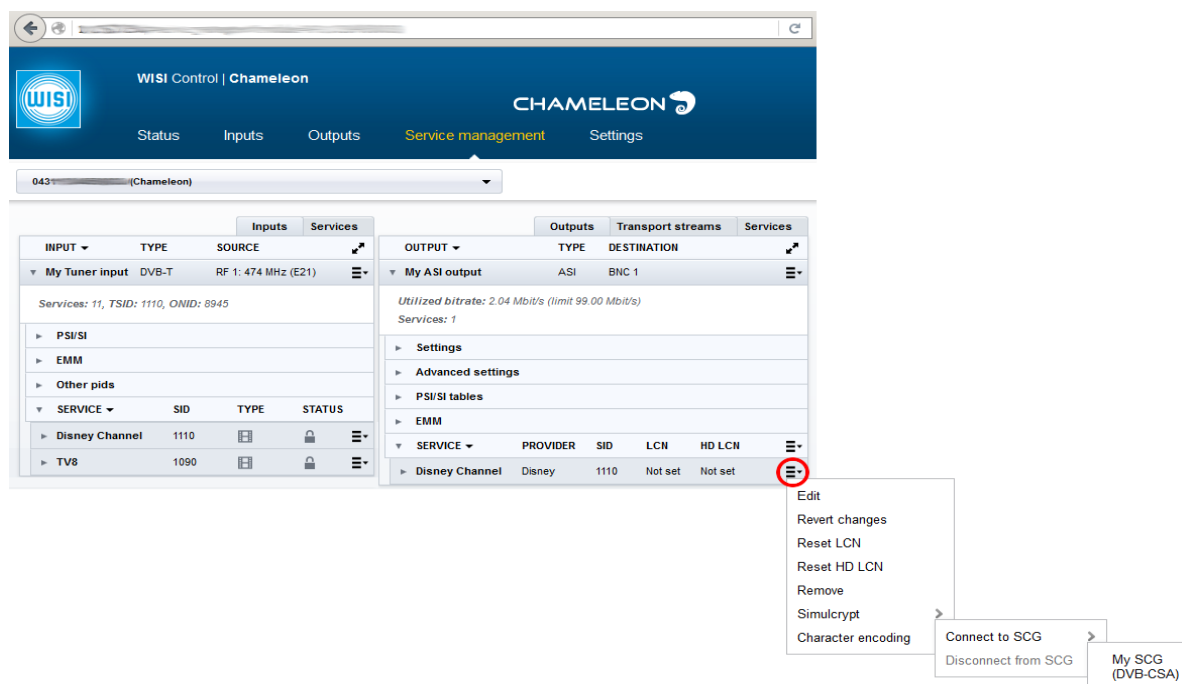 WISI
WISI Control | Chameleon
CHAMELEON
Status Inputs Outputs Service management Settings
(Chameleon)
Inputs Services
INPUT TYPE SOURCE
My Tuner input DVB-T RF 1: 474 MHz (E21)
Services: 11, TSID: 1110, ONID: 8945
PSI/SI
EMM
Other pids
SERVICE SID TYPE STATUS
Disney Channel 1110
TV8 1090
Outputs Transport streams Services
OUTPUT TYPE DESTINATION
My ASI output ASI BNC 1
Utilized bitrate: 2.04 Mbit/s (limit 99.00 Mbit/s)
Services: 1
Settings
Advanced settings
PSI/SI tables
EMM
SERVICE PROVIDER SID LCN HD LCN
Disney Channel Disney 1110 Not set Not set
Edit
Revert changes
Reset LCN
Reset HD LCN
Remove
Simulcrypt
Character encoding
Connect to SCG
Disconnect from SCG
My SCG
(DVB-CSA)